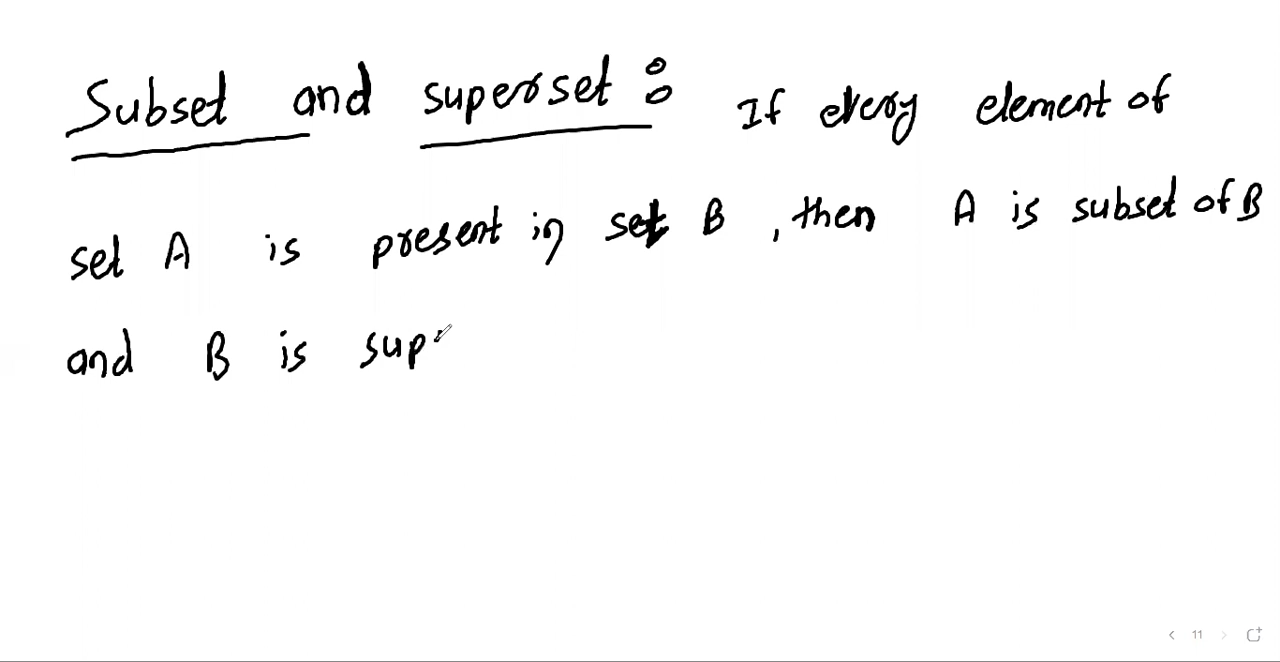 Subset and superset : If every element of
set A is present in set B , then A is subset of B
and B is sup
11